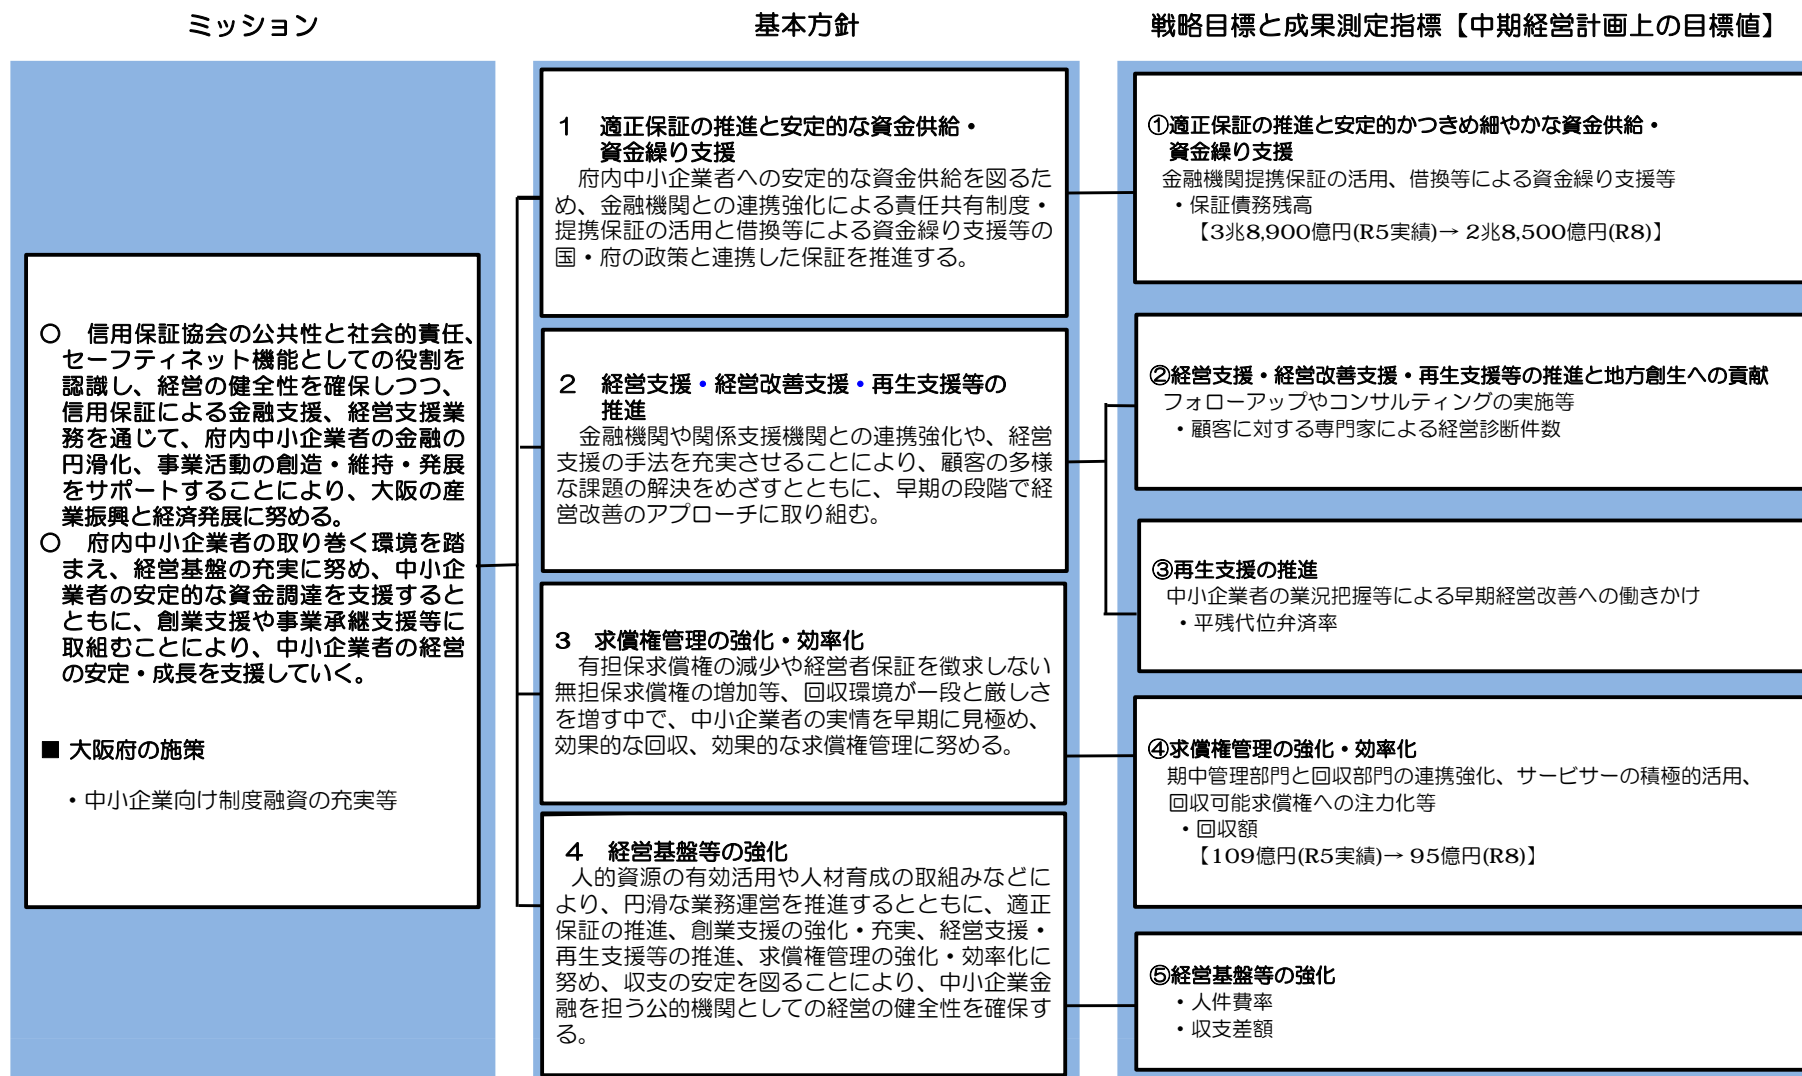 ミッション
○　信用保証協会の公共性と社会的責任、
セーフティネット機能としての役割を
認識し、経営の健全性を確保しつつ、
信用保証による金融支援、経営支援業
務を通じて、府内中小企業者の金融の
円滑化、事業活動の創造・維持・発展
をサポートすることにより、大阪の産
業振興と経済発展に努める。
○　府内中小企業者の取り巻く環境を踏
まえ、経営基盤の充実に努め、中小企
業者の安定的な資金調達を支援すると
ともに、創業支援や事業承継支援等に
取組むことにより、中小企業者の経営
の安定・成長を支援していく。
■ 大阪府の施策
・中小企業向け制度融資の充実等
基本方針
１　適正保証の推進と安定的な資金供給・
資金繰り支援
府内中小企業者への安定的な資金供給を図るた
め、金融機関との連携強化による責任共有制度・
提携保証の活用と借換等による資金繰り支援等の
国・府の政策と連携した保証を推進する。
２　経営支援・経営改善支援・再生支援等の
推進
金融機関や関係支援機関との連携強化や、経営
支援の手法を充実させることにより、顧客の多様
な課題の解決をめざすとともに、早期の段階で経
営改善のアプローチに取り組む。
３　求償権管理の強化・効率化
有担保求償権の減少や経営者保証を徴求しない
無担保求償権の増加等、回収環境が一段と厳しさ
を増す中で、中小企業者の実情を早期に見極め、
効果的な回収、効果的な求償権管理に努める。
４　経営基盤等の強化
人的資源の有効活用や人材育成の取組みなどに
より、円滑な業務運営を推進するとともに、適正
保証の推進、創業支援の強化・充実、経営支援・
再生支援等の推進、求償権管理の強化・効率化に
努め、収支の安定を図ることにより、中小企業金
融を担う公的機関としての経営の健全性を確保す
る。
戦略目標と成果測定指標【中期経営計画上の目標値】
①適正保証の推進と安定的かつきめ細やかな資金供給・
資金繰り支援
金融機関提携保証の活用、借換等による資金繰り支援等
・保証債務残高
【3兆8,900億円(R5実績)→ 2兆8,500億円(R8)】
②経営支援・経営改善支援・再生支援等の推進と地方創生への貢献
フォローアップやコンサルティングの実施等
・顧客に対する専門家による経営診断件数
③再生支援の推進
中小企業者の業況把握等による早期経営改善への働きかけ
・平残代位弁済率
④求償権管理の強化・効率化
期中管理部門と回収部門の連携強化、サービサーの積極的活用、
回収可能求償権への注力化等
・回収額
【109億円(R5実績)→ 95億円(R8)】
⑤経営基盤等の強化
・人件費率
・収支差額